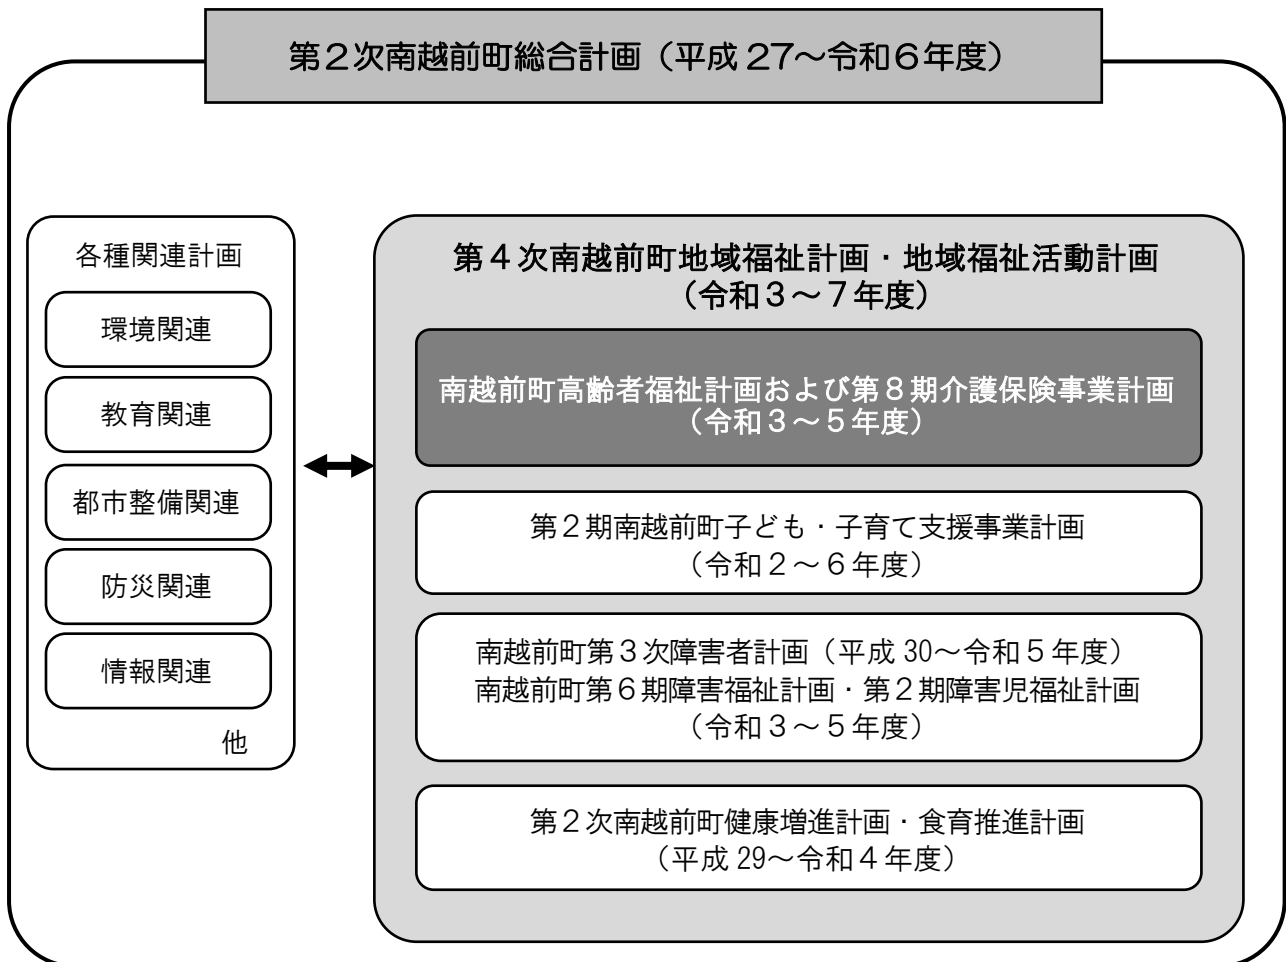 第２次南越前町総合計画（平成 27～令和６年度）
各種関連計画
環境関連
教育関連
都市整備関連
防災関連
情報関連
他
第４次南越前町地域福祉計画・地域福祉活動計画
（令和３～７年度）
南越前町高齢者福祉計画および第８期介護保険事業計画
（令和３～５年度）
第２期南越前町子ども・子育て支援事業計画
（令和２～６年度）
南越前町第３次障害者計画（平成 30～令和５年度）
南越前町第６期障害福祉計画・第２期障害児福祉計画
（令和３～５年度）
第２次南越前町健康増進計画・食育推進計画
（平成 29～令和４年度）